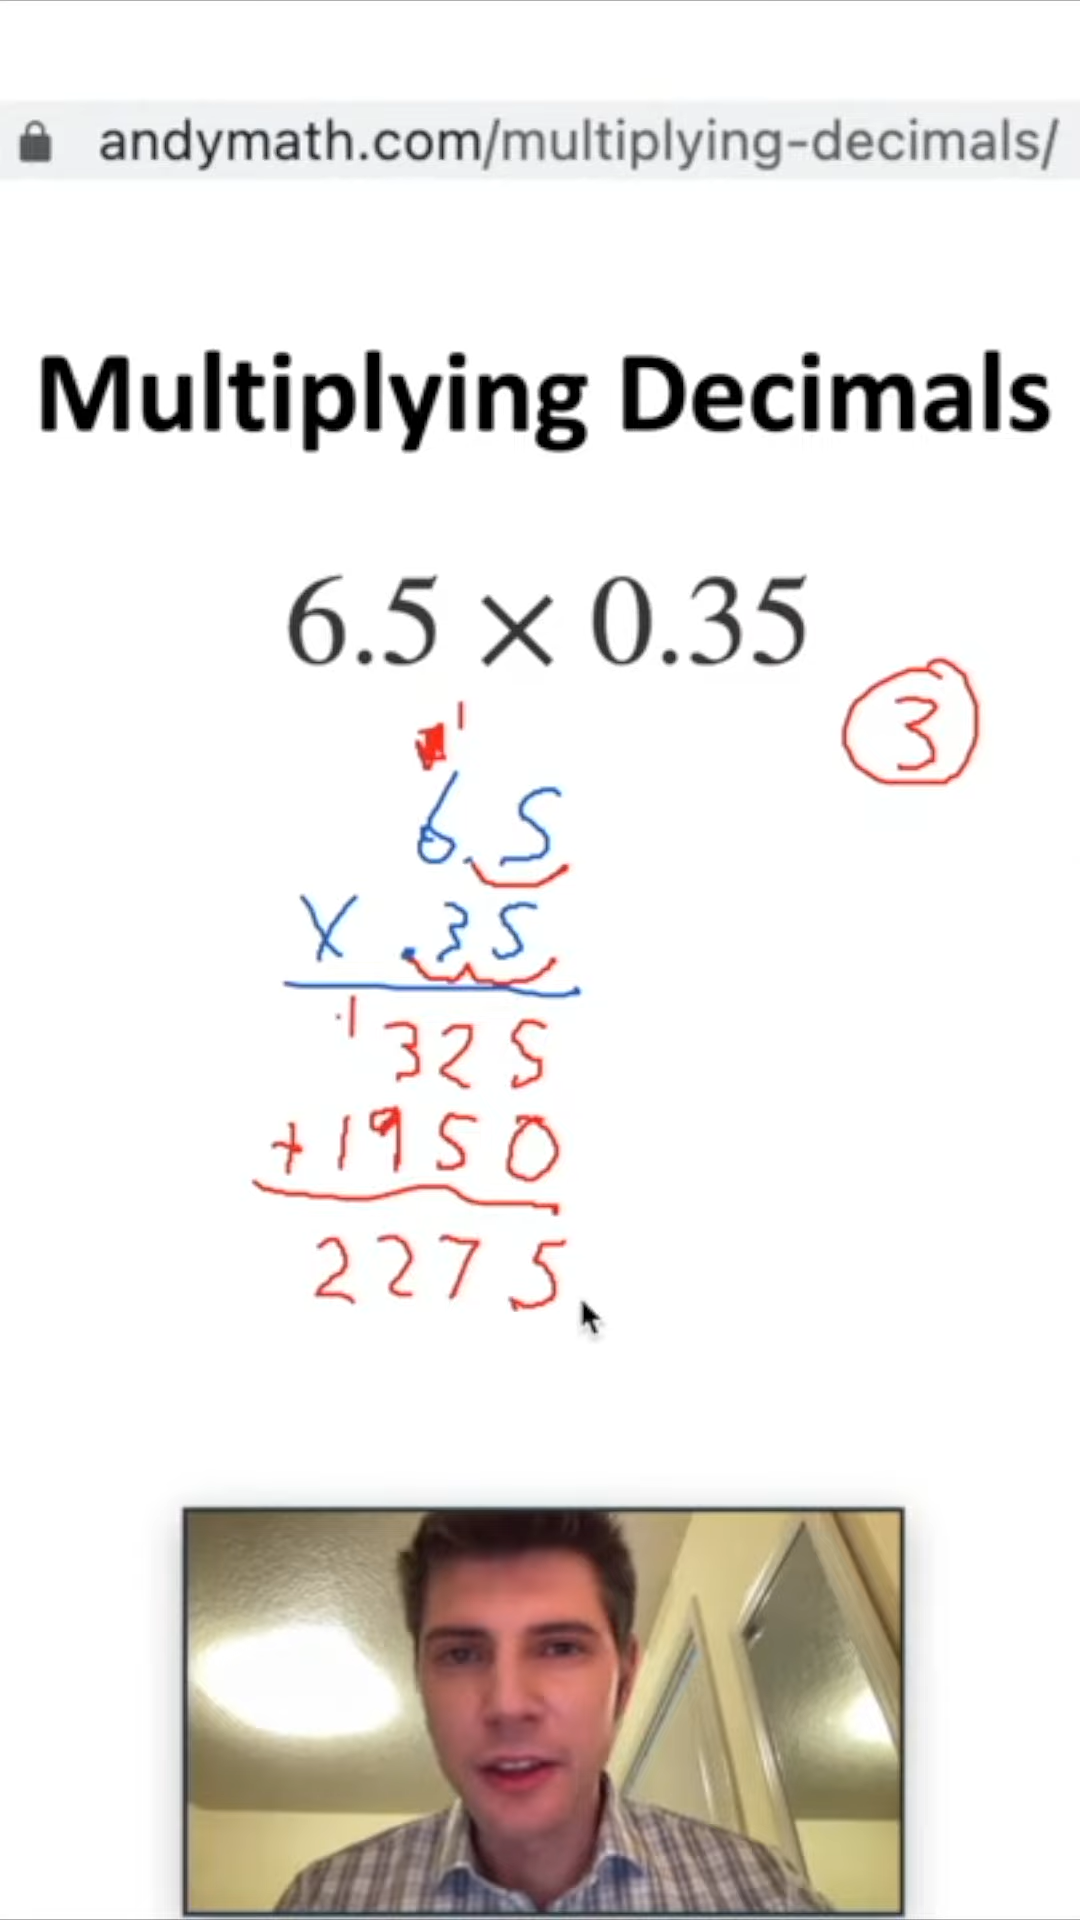 andymath.com/multiplying-decimals/
Multiplying Decimals
6.5 × 0.35
3
1
6.5
x .35
1
325
+1950
2275